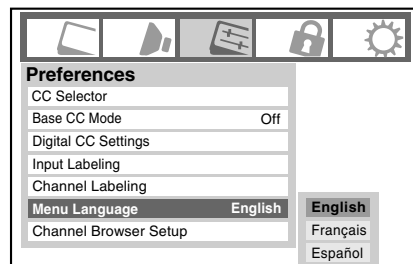 Preferences
CC Selector
Base CC Mode Off
Digital CC Settings
Input Labeling
Channel Labeling
Menu Language English
Channel Browser Setup
English
Français
Español